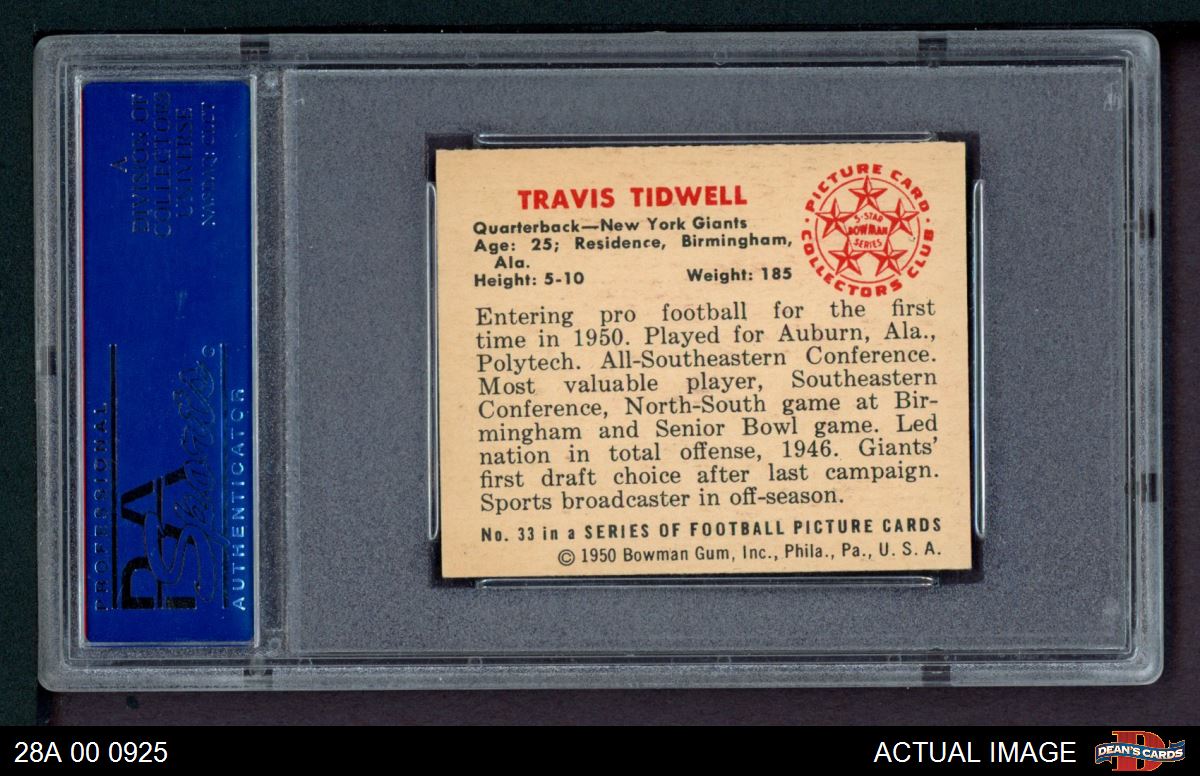 A
DIVISION OF
COLLECTORS
UNIVERSE
NASDAQ: CLCT
PROFESSIONAL
PSA
Sports
AUTHENTICATOR
TRAVIS TIDWELL
Quarterback—New York Giants
Age: 25; Residence, Birmingham,
Ala.
Height: 5-10 Weight: 185
PICTURE CARD
5-STAR
BOWMAN
SERIES
COLLECTORS CLUB
Entering pro football for the first
time in 1950. Played for Auburn, Ala.,
Polytech. All-Southeastern Conference.
Most valuable player, Southeastern
Conference, North-South game at Bir-
mingham and Senior Bowl game. Led
nation in total offense, 1946. Giants'
first draft choice after last campaign.
Sports broadcaster in off-season.
No. 33 in a SERIES OF FOOTBALL PICTURE CARDS
© 1950 Bowman Gum, Inc., Phila., Pa., U. S. A.
28A 00 0925
ACTUAL IMAGE
DEAN'S CARDS